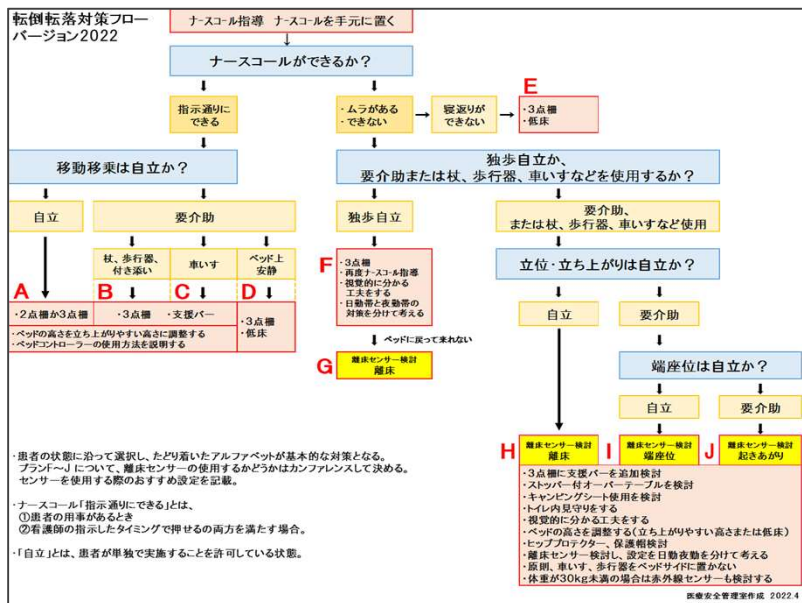 転倒転落対策フロー
バージョン2022
ナースコール指導　ナースコールを手元に置く
ナースコールができるか？
指示通りに
できる
・ムラがある
・できない
寝返りが
できない
E
・3点柵
・低床
移動移乗は自立か？
自立
要介助
杖、歩行器、
付き添い
車いす
ベッド上
安静
A
B
C
D
・2点柵か3点柵
・3点柵　・支援バー
・3点柵
・低床
・ベッドの高さを立ち上がりやすい高さに調整する
・ベッドコントローラーの使用方法を説明する
独歩自立か、
要介助または杖、歩行器、車いすなどを使用するか？
独歩自立
要介助、
または杖、歩行器、車いすなど使用
F
・3点柵
・再度ナースコール指導
・視覚的に分かる
工夫をする
・日勤帯と夜勤帯の
対策を分けて考える
ベッドに戻って来れない
G
離床センサー検討
離床
立位・立ち上がりは自立か？
自立
要介助
端座位は自立か？
自立
要介助
H
離床センサー検討
離床
I
離床センサー検討
端座位
J
離床センサー検討
起きあがり
・3点柵に支援バーを追加検討
・ストッパー付オーバーテーブルを検討
・キャンピングシート使用を検討
・トイレ内見守りをする
・視覚的に分かる工夫をする
・ベッドの高さを調整する（立ち上がりやすい高さまたは低床）
・ヒッププロテクター、保護帽検討
・離床センサー検討し、設定を日勤夜勤を分けて考える
・原則、車いす、歩行器をベッドサイドに置かない
・体重が30kg未満の場合は赤外線センサーも検討する
・患者の状態に沿って選択し、たどり着いたアルファベットが基本的な対策となる。
プランF～J について、離床センサーの使用するかどうかはカンファレンスして決める。
センサーを使用する際のおすすめ設定を記載。
・ナースコール「指示通りにできる」とは、
①患者の用事があるとき
②看護師の指示したタイミングで押せるの両方を満たす場合。
・「自立」とは、患者が単独で実施することを許可している状態。
医療安全管理室作成 2022.4